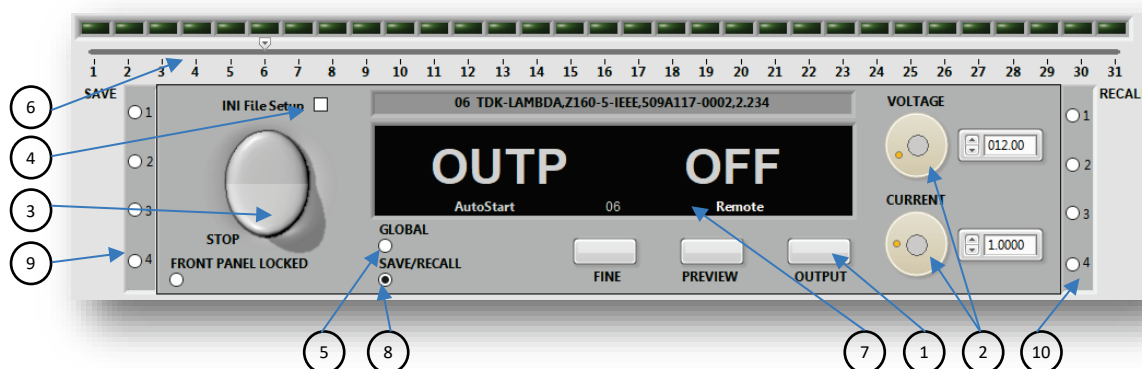 1 2 3 4 5 6 7 8 9 10 11 12 13 14 15 16 17 18 19 20 21 22 23 24 25 26 27 28 29 30 31
SAVE RECAL
INI File Setup
06 TDK-LAMBDA,Z160-5-IEEE,509A117-0002,2.234
VOLTAGE
6
1
1
012.00
4
2
OUTP OFF
2
CURRENT
3
3
AutoStart 06 Remote
3
STOP
GLOBAL
1.0000
9
4
FRONT PANEL LOCKED
SAVE/RECALL
FINE PREVIEW OUTPUT
4
5 8 7 1 2 10